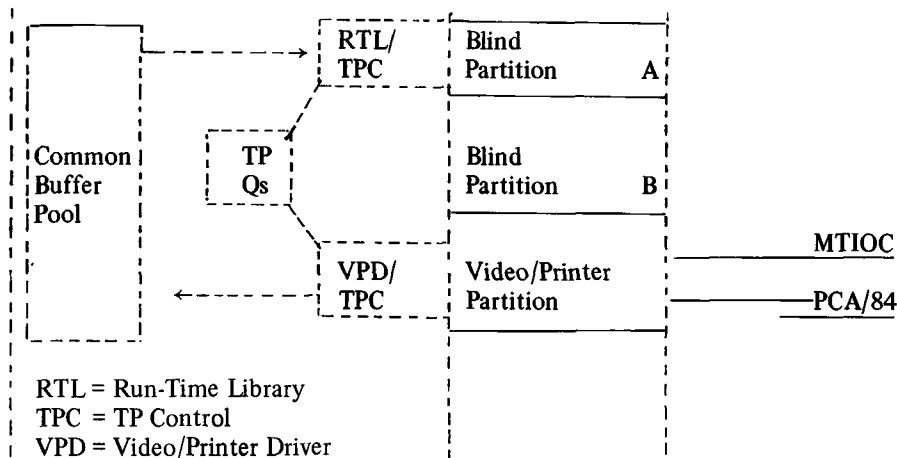 RTL/
TPC
Blind
Partition A
Common
Buffer
Pool
TP
Qs
Blind
Partition B
MTIOC
VPD/
TPC
Video/Printer
Partition
PCA/84
RTL = Run-Time Library
TPC = TP Control
VPD = Video/Printer Driver